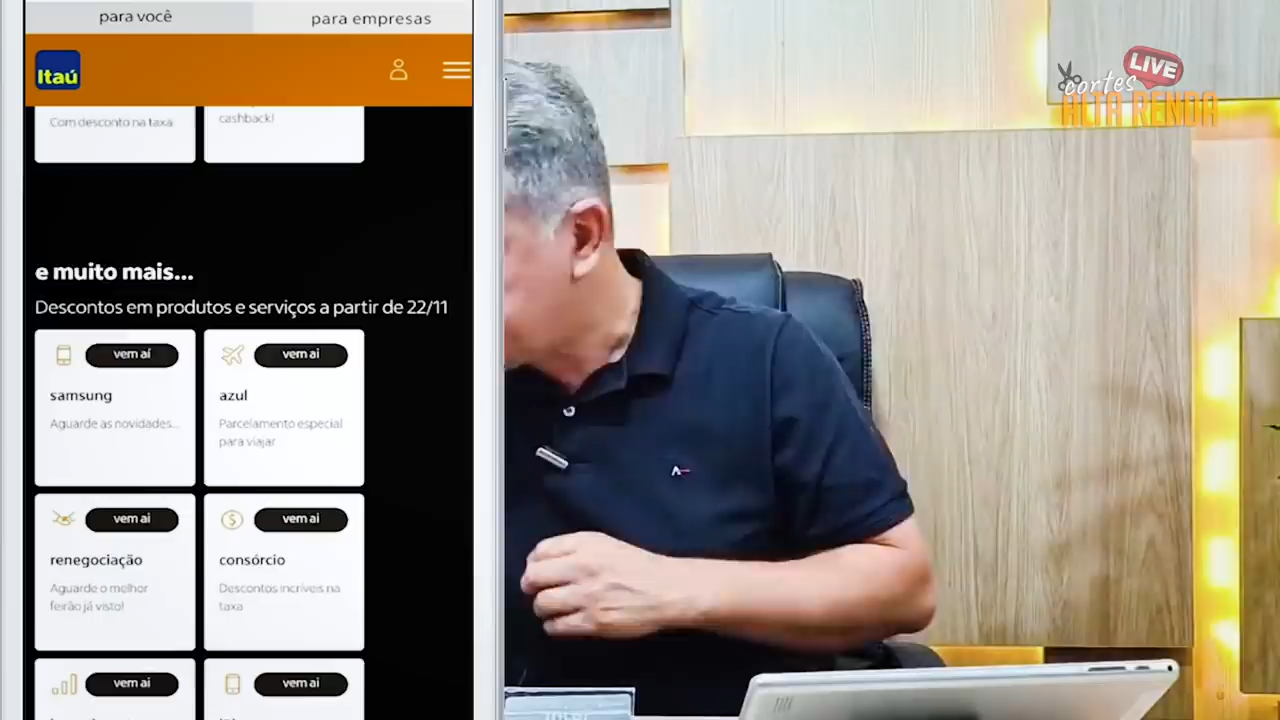 para você
para empresas
Itaú
Com desconto na taxa
cashback!
e muito mais...
Descontos em produtos e serviços a partir de 22/11
vem aí
samsung
Aguarde as novidades...
vem aí
azul
Parcelamento especial
para viajar
vem aí
renegociação
Aguarde o melhor
feirão já visto!
vem aí
consórcio
Descontos incríveis na
taxa
vem aí
vem aí
LIVE
cortes
ALTA RENDA